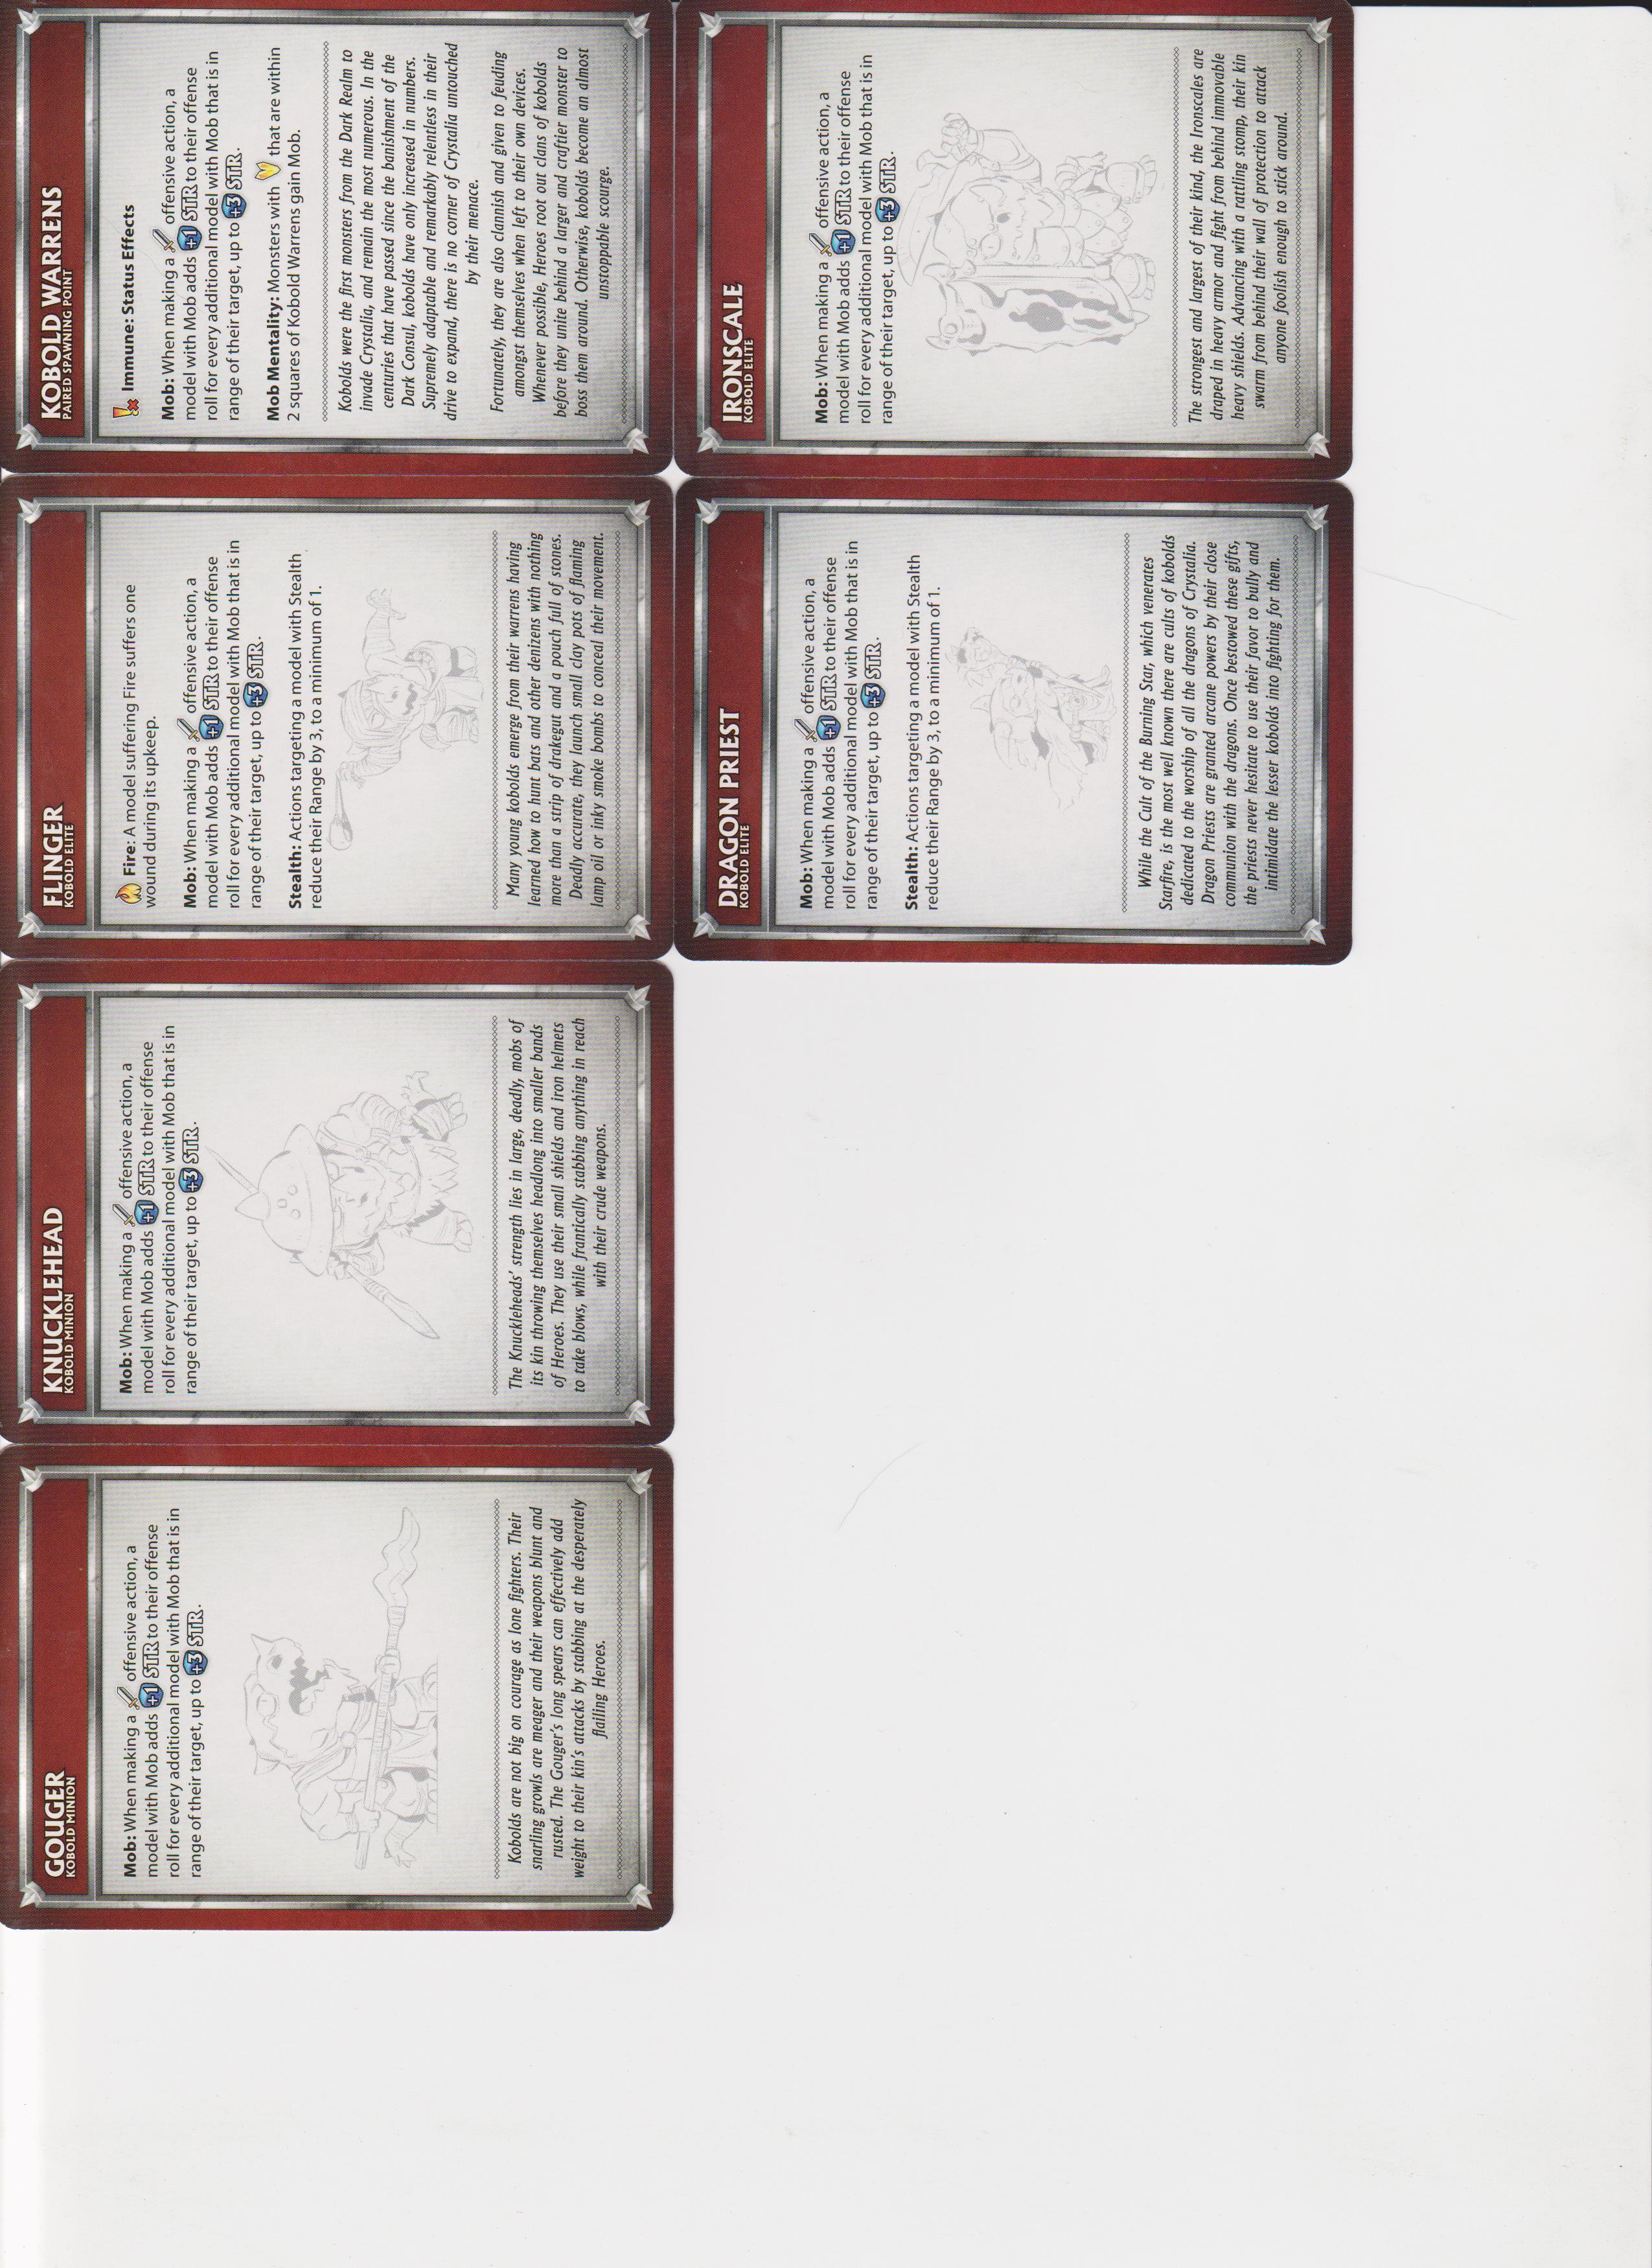 GOUGER
KOBOLD MINION
Mob: When making a offensive action, a
model with Mob adds +1 STR to their offense
roll for every additional model with Mob that is in
range of their target, up to +3 STR.
Kobolds are not big on courage as lone fighters. Their
snarling growls are meager and their weapons blunt and
rusted. The Gouger's long spears can effectively add
weight to their kin's attacks by stabbing at the desperately
flailing Heroes.
KNUCKLEHEAD
KOBOLD MINION
Mob: When making a offensive action, a
model with Mob adds +1 STR to their offense
roll for every additional model with Mob that is in
range of their target, up to +3 STR.
The Knuckleheads' strength lies in large, deadly, mobs of
its kin throwing themselves headlong into smaller bands
of Heroes. They use their small shields and iron helmets
to take blows, while frantically stabbing anything in reach
with their crude weapons.
FLINGER
KOBOLD ELITE
Fire: A model suffering Fire suffers one
wound during its upkeep.
Mob: When making a offensive action, a
model with Mob adds +1 STR to their offense
roll for every additional model with Mob that is in
range of their target, up to +3 STR.
Stealth: Actions targeting a model with Stealth
reduce their Range by 3, to a minimum of 1.
Many young kobolds emerge from their warrens having
learned how to hunt bats and other denizens with nothing
more than a strip of drakegut and a pouch full of stones.
Deadly accurate, they launch small clay pots of flaming
lamp oil or inky smoke bombs to conceal their movement.
KOBOLD WARRENS
PAIRED SPAWNING POINT
Immune: Status Effects
Mob: When making a offensive action, a
model with Mob adds +1 STR to their offense
roll for every additional model with Mob that is in
range of their target, up to +3 STR.
Mob Mentality: Monsters with that are within
2 squares of Kobold Warrens gain Mob.
Kobolds were the first monsters from the Dark Realm to
invade Crystalia, and remain the most numerous. In the
centuries that have passed since the banishment of the
Dark Consul, kobolds have only increased in numbers.
Supremely adaptable and remarkably relentless in their
drive to expand, there is no corner of Crystalia untouched
by their menace.
Fortunately, they are also clannish and given to feuding
amongst themselves when left to their own devices.
Whenever possible, Heroes root out clans of kobolds
before they unite behind a larger and craftier monster to
boss them around. Otherwise, kobolds become an almost
unstoppable scourge.
DRAGON PRIEST
KOBOLD ELITE
Mob: When making a offensive action, a
model with Mob adds +1 STR to their offense
roll for every additional model with Mob that is in
range of their target, up to +3 STR.
Stealth: Actions targeting a model with Stealth
reduce their Range by 3, to a minimum of 1.
While the Cult of the Burning Star, which venerates
Starfire, is the most well known there are cults of kobolds
dedicated to the worship of all the dragons of Crystalia.
Dragon Priests are granted arcane powers by their close
communion with the dragons. Once bestowed these gifts,
the priests never hesitate to use their favor to bully and
intimidate the lesser kobolds into fighting for them.
IRONSCALE
KOBOLD ELITE
Mob: When making a offensive action, a
model with Mob adds +1 STR to their offense
roll for every additional model with Mob that is in
range of their target, up to +3 STR.
The strongest and largest of their kind, the Ironscales are
draped in heavy armor and fight from behind immovable
heavy shields. Advancing with a rattling stomp, their kin
swarm from behind their wall of protection to attack
anyone foolish enough to stick around.